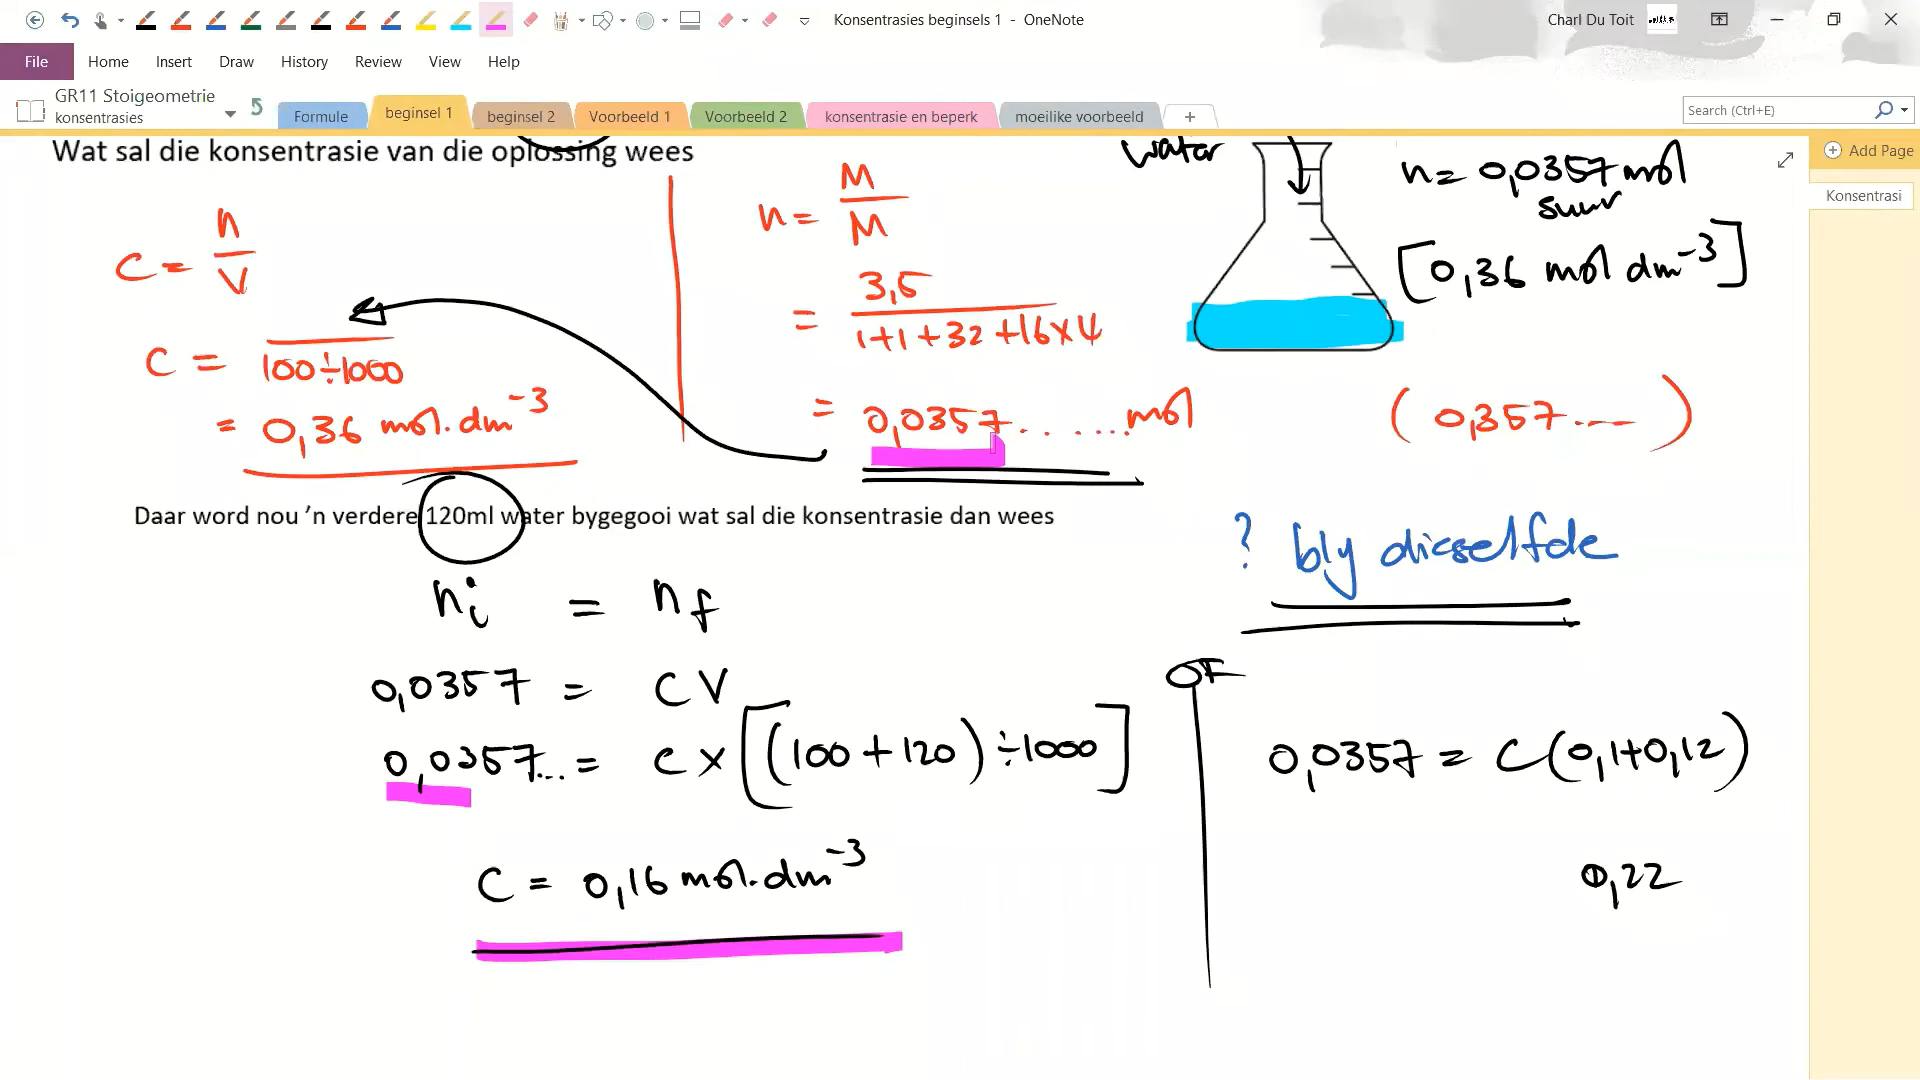 Konsentrasies beginsels 1 - OneNote
Charl Du Toit
File Home Insert Draw History Review View Help
GR11 Stoigeometrie
konsentrasies
Formule beginsel 1 beginsel 2 Voorbeeld 1 Voorbeeld 2 konsentrasie en beperk moeilike voorbeeld +
Search (Ctrl+E)
Add Page
Konsentrasi
Wat sal die konsentrasie van die oplossing wees
C = n/V
C = /100÷1000
= 0,36 mol.dm⁻³
n = M/M
= 3,5/1+1+32+16×4
= 0,0357.......mol
water
n= 0,0357 mol
suur
[0,36 mol dm⁻³]
(0,357....)
Daar word nou 'n verdere 120ml water bygegooi wat sal die konsentrasie dan wees
? bly dieselfde
nᵢ = nf
0,0357 = CV
0,0357... = C × [(100+120)÷1000]
C = 0,16 mol.dm⁻³
OF
0,0357 = C(0,1+0,12)
0,22